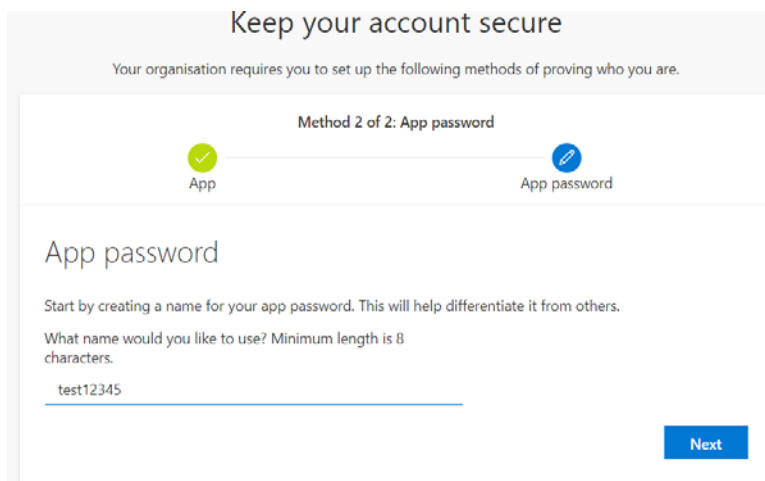 Keep your account secure
Your organisation requires you to set up the following methods of proving who you are.
Method 2 of 2: App password
App
App password
App password
Start by creating a name for your app password. This will help differentiate it from others.
What name would you like to use? Minimum length is 8
characters.
test12345
Next